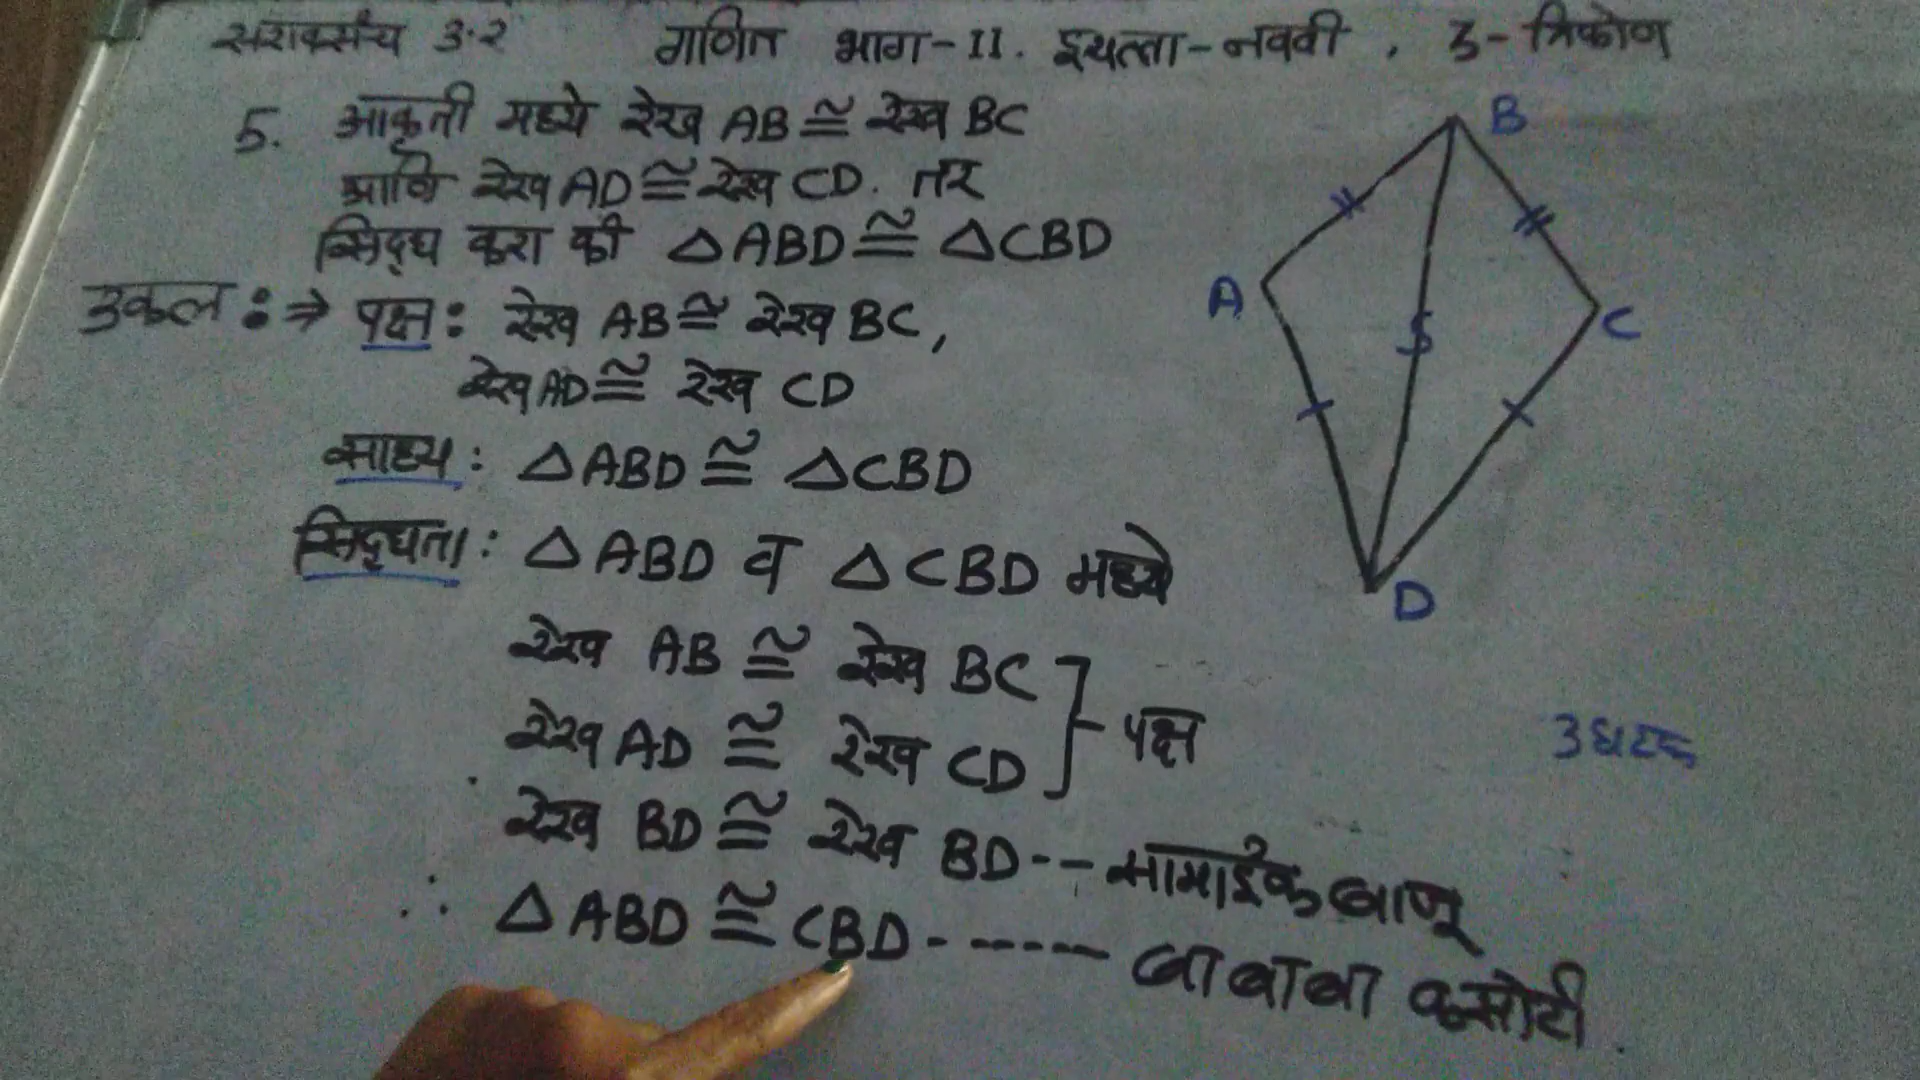 सरावसंच 3.2 गणित भाग-II. इयत्ता-नववी, 3-त्रिकोण
5. आकृती मध्ये रेख AB ≅ रेख BC
आणि रेख AD ≅ रेख CD. तर
सिद्ध करा की △ABD ≅ △CBD
उकल :⇒ पक्ष : रेख AB ≅ रेख BC,
रेख AD ≅ रेख CD
साध्य : △ABD ≅ △CBD
सिद्धता : △ABD व △CBD मध्ये
रेख AB ≅ रेख BC
रेख AD ≅ रेख CD ] - पक्ष
रेख BD ≅ रेख BD -- सामाईक बाजू
∴ △ABD ≅ CBD ------ बा बा बा कसोटी
B
A
C
D